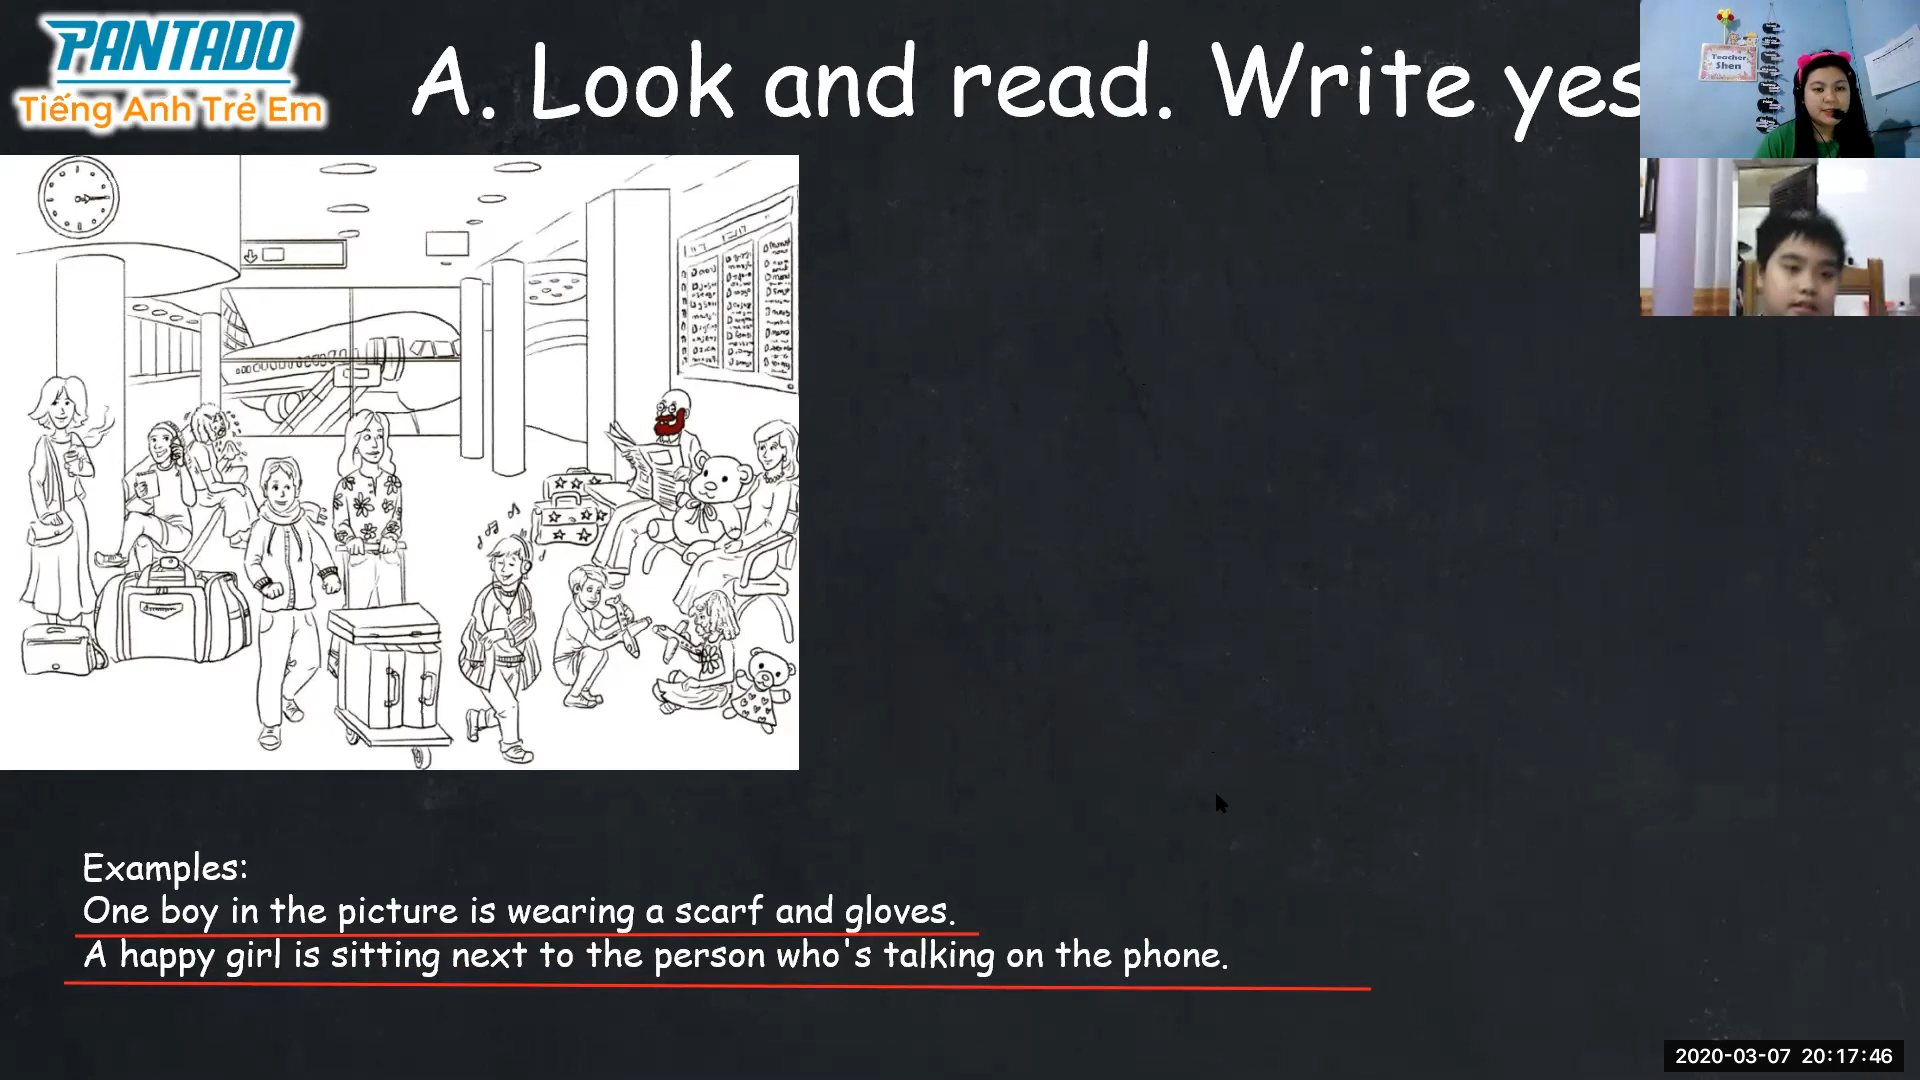 PANTADO
Tiếng Anh Trẻ Em
A. Look and read. Write yes
Teacher
Shen
Examples:
One boy in the picture is wearing a scarf and gloves.
A happy girl is sitting next to the person who's talking on the phone.
2020-03-07 20:17:46